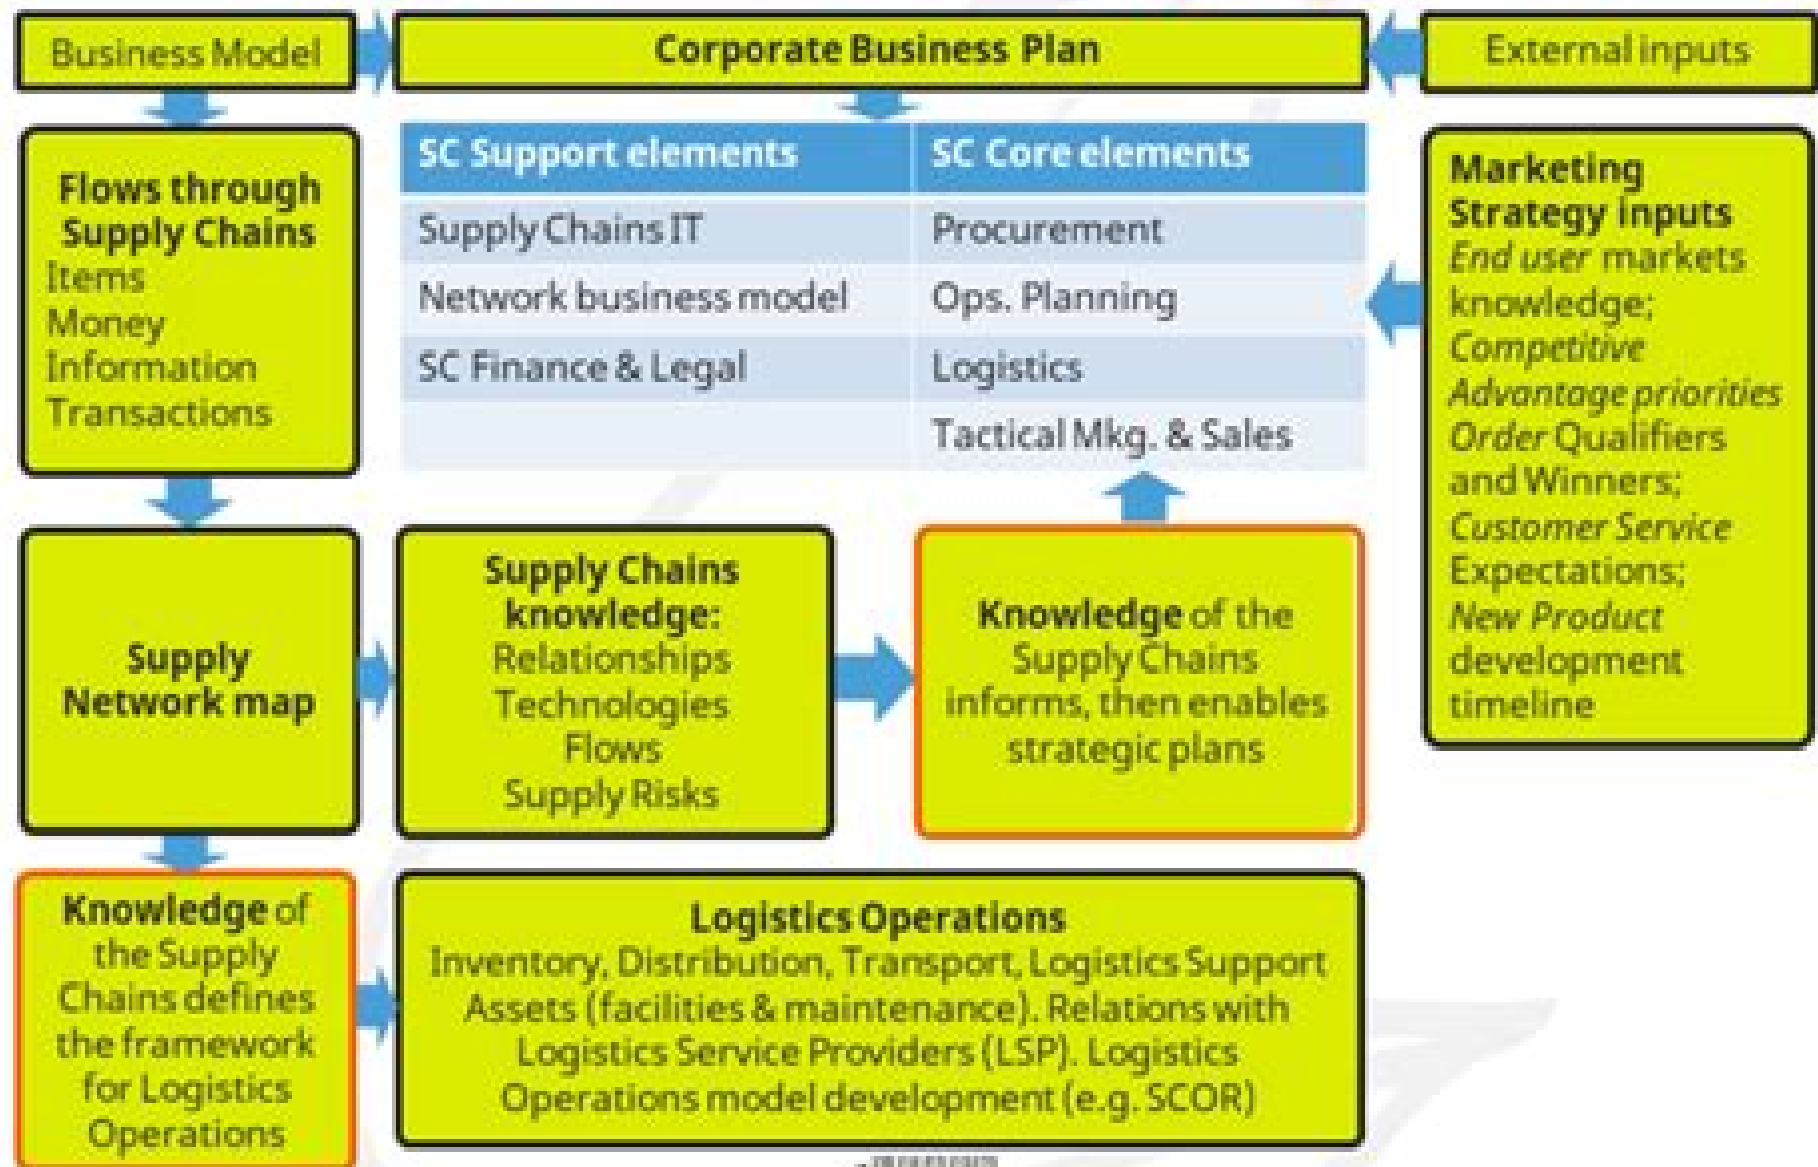 Business Model
Corporate Business Plan
External inputs
Flows through
Supply Chains
Items
Money
Information
Transactions
SC Support elements
SC Core elements
Supply Chains IT
Procurement
Network business model
Ops. Planning
SC Finance & Legal
Logistics
Tactical Mkg. & Sales
Marketing
Strategy inputs
End user markets
knowledge;
Competitive
Advantage priorities
Order Qualifiers
and Winners;
Customer Service
Expectations;
New Product
development
timeline
Supply
Network map
Supply Chains
knowledge:
Relationships
Technologies
Flows
Supply Risks
Knowledge of the
Supply Chains
informs, then enables
strategic plans
Knowledge of
the Supply
Chains defines
the framework
for Logistics
Operations
Logistics Operations
Inventory, Distribution, Transport, Logistics Support
Assets (facilities & maintenance). Relations with
Logistics Service Providers (LSP). Logistics
Operations model development (e.g. SCOR)